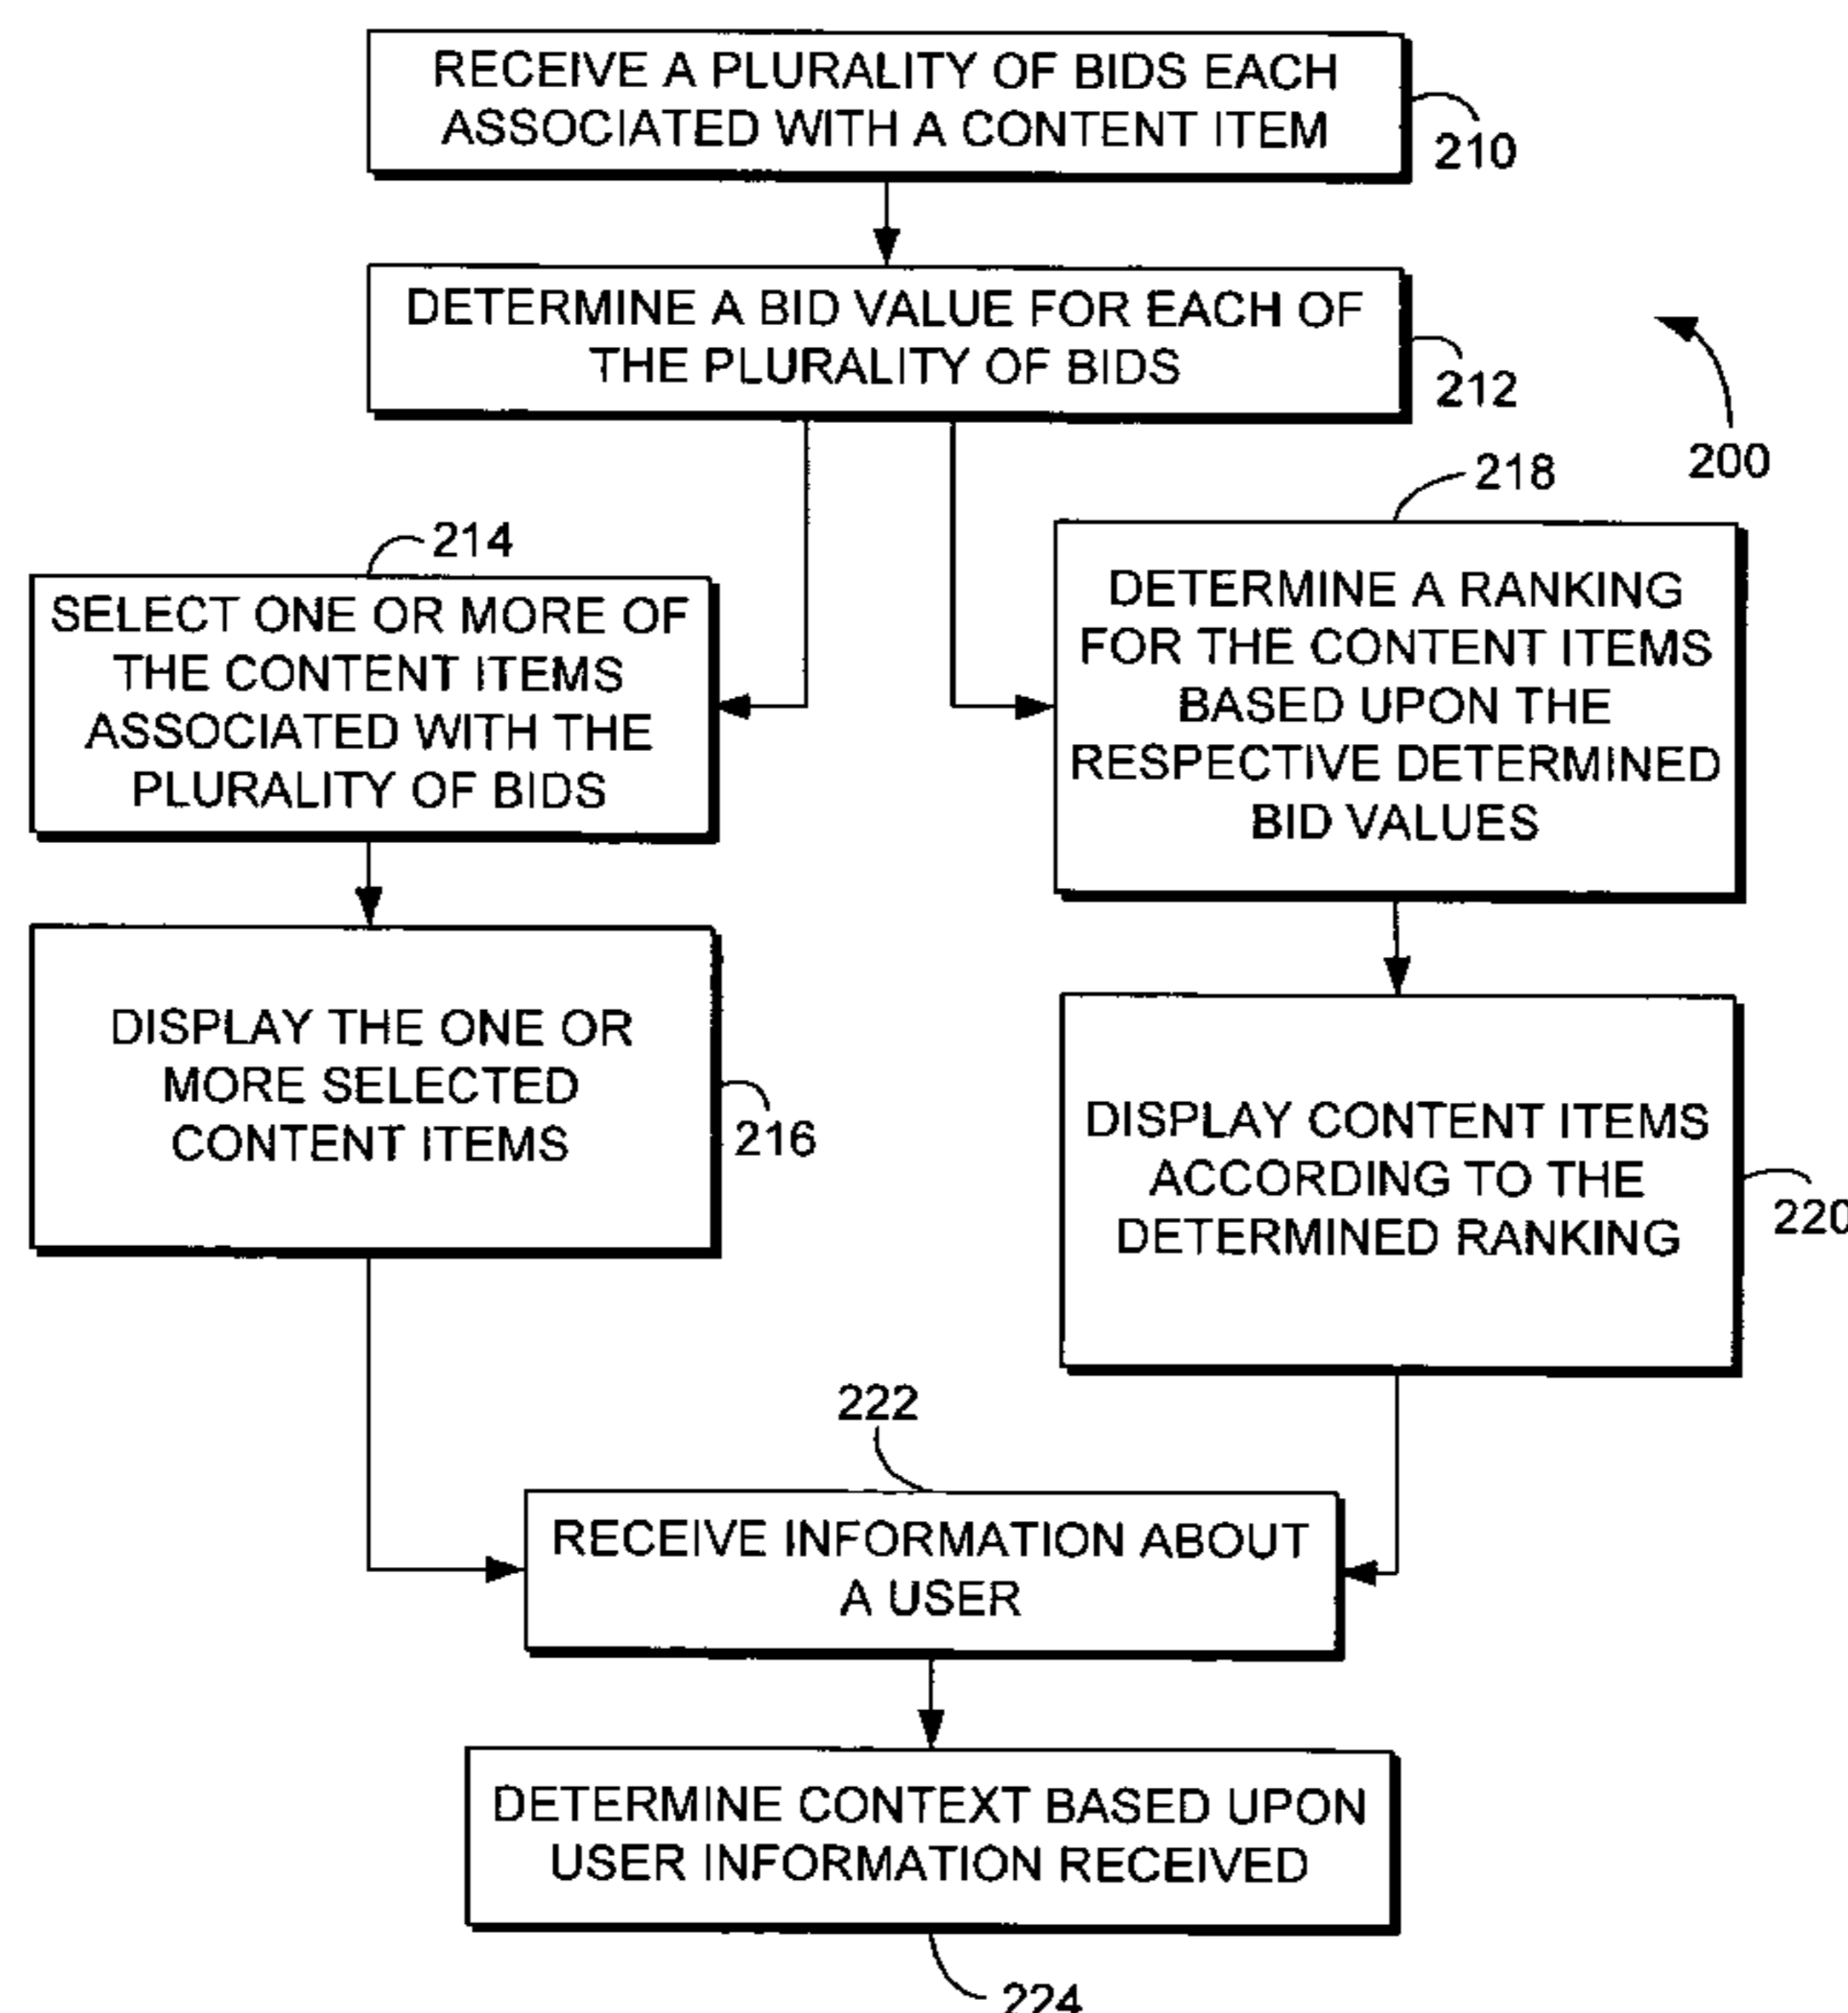 RECEIVE A PLURALITY OF BIDS EACH
ASSOCIATED WITH A CONTENT ITEM
210
DETERMINE A BID VALUE FOR EACH OF
THE PLURALITY OF BIDS
212
200
214
SELECT ONE OR MORE OF
THE CONTENT ITEMS
ASSOCIATED WITH THE
PLURALITY OF BIDS
218
DETERMINE A RANKING
FOR THE CONTENT ITEMS
BASED UPON THE
RESPECTIVE DETERMINED
BID VALUES
DISPLAY THE ONE OR
MORE SELECTED
CONTENT ITEMS
216
DISPLAY CONTENT ITEMS
ACCORDING TO THE
DETERMINED RANKING
220
222
RECEIVE INFORMATION ABOUT
A USER
DETERMINE CONTEXT BASED UPON
USER INFORMATION RECEIVED
224